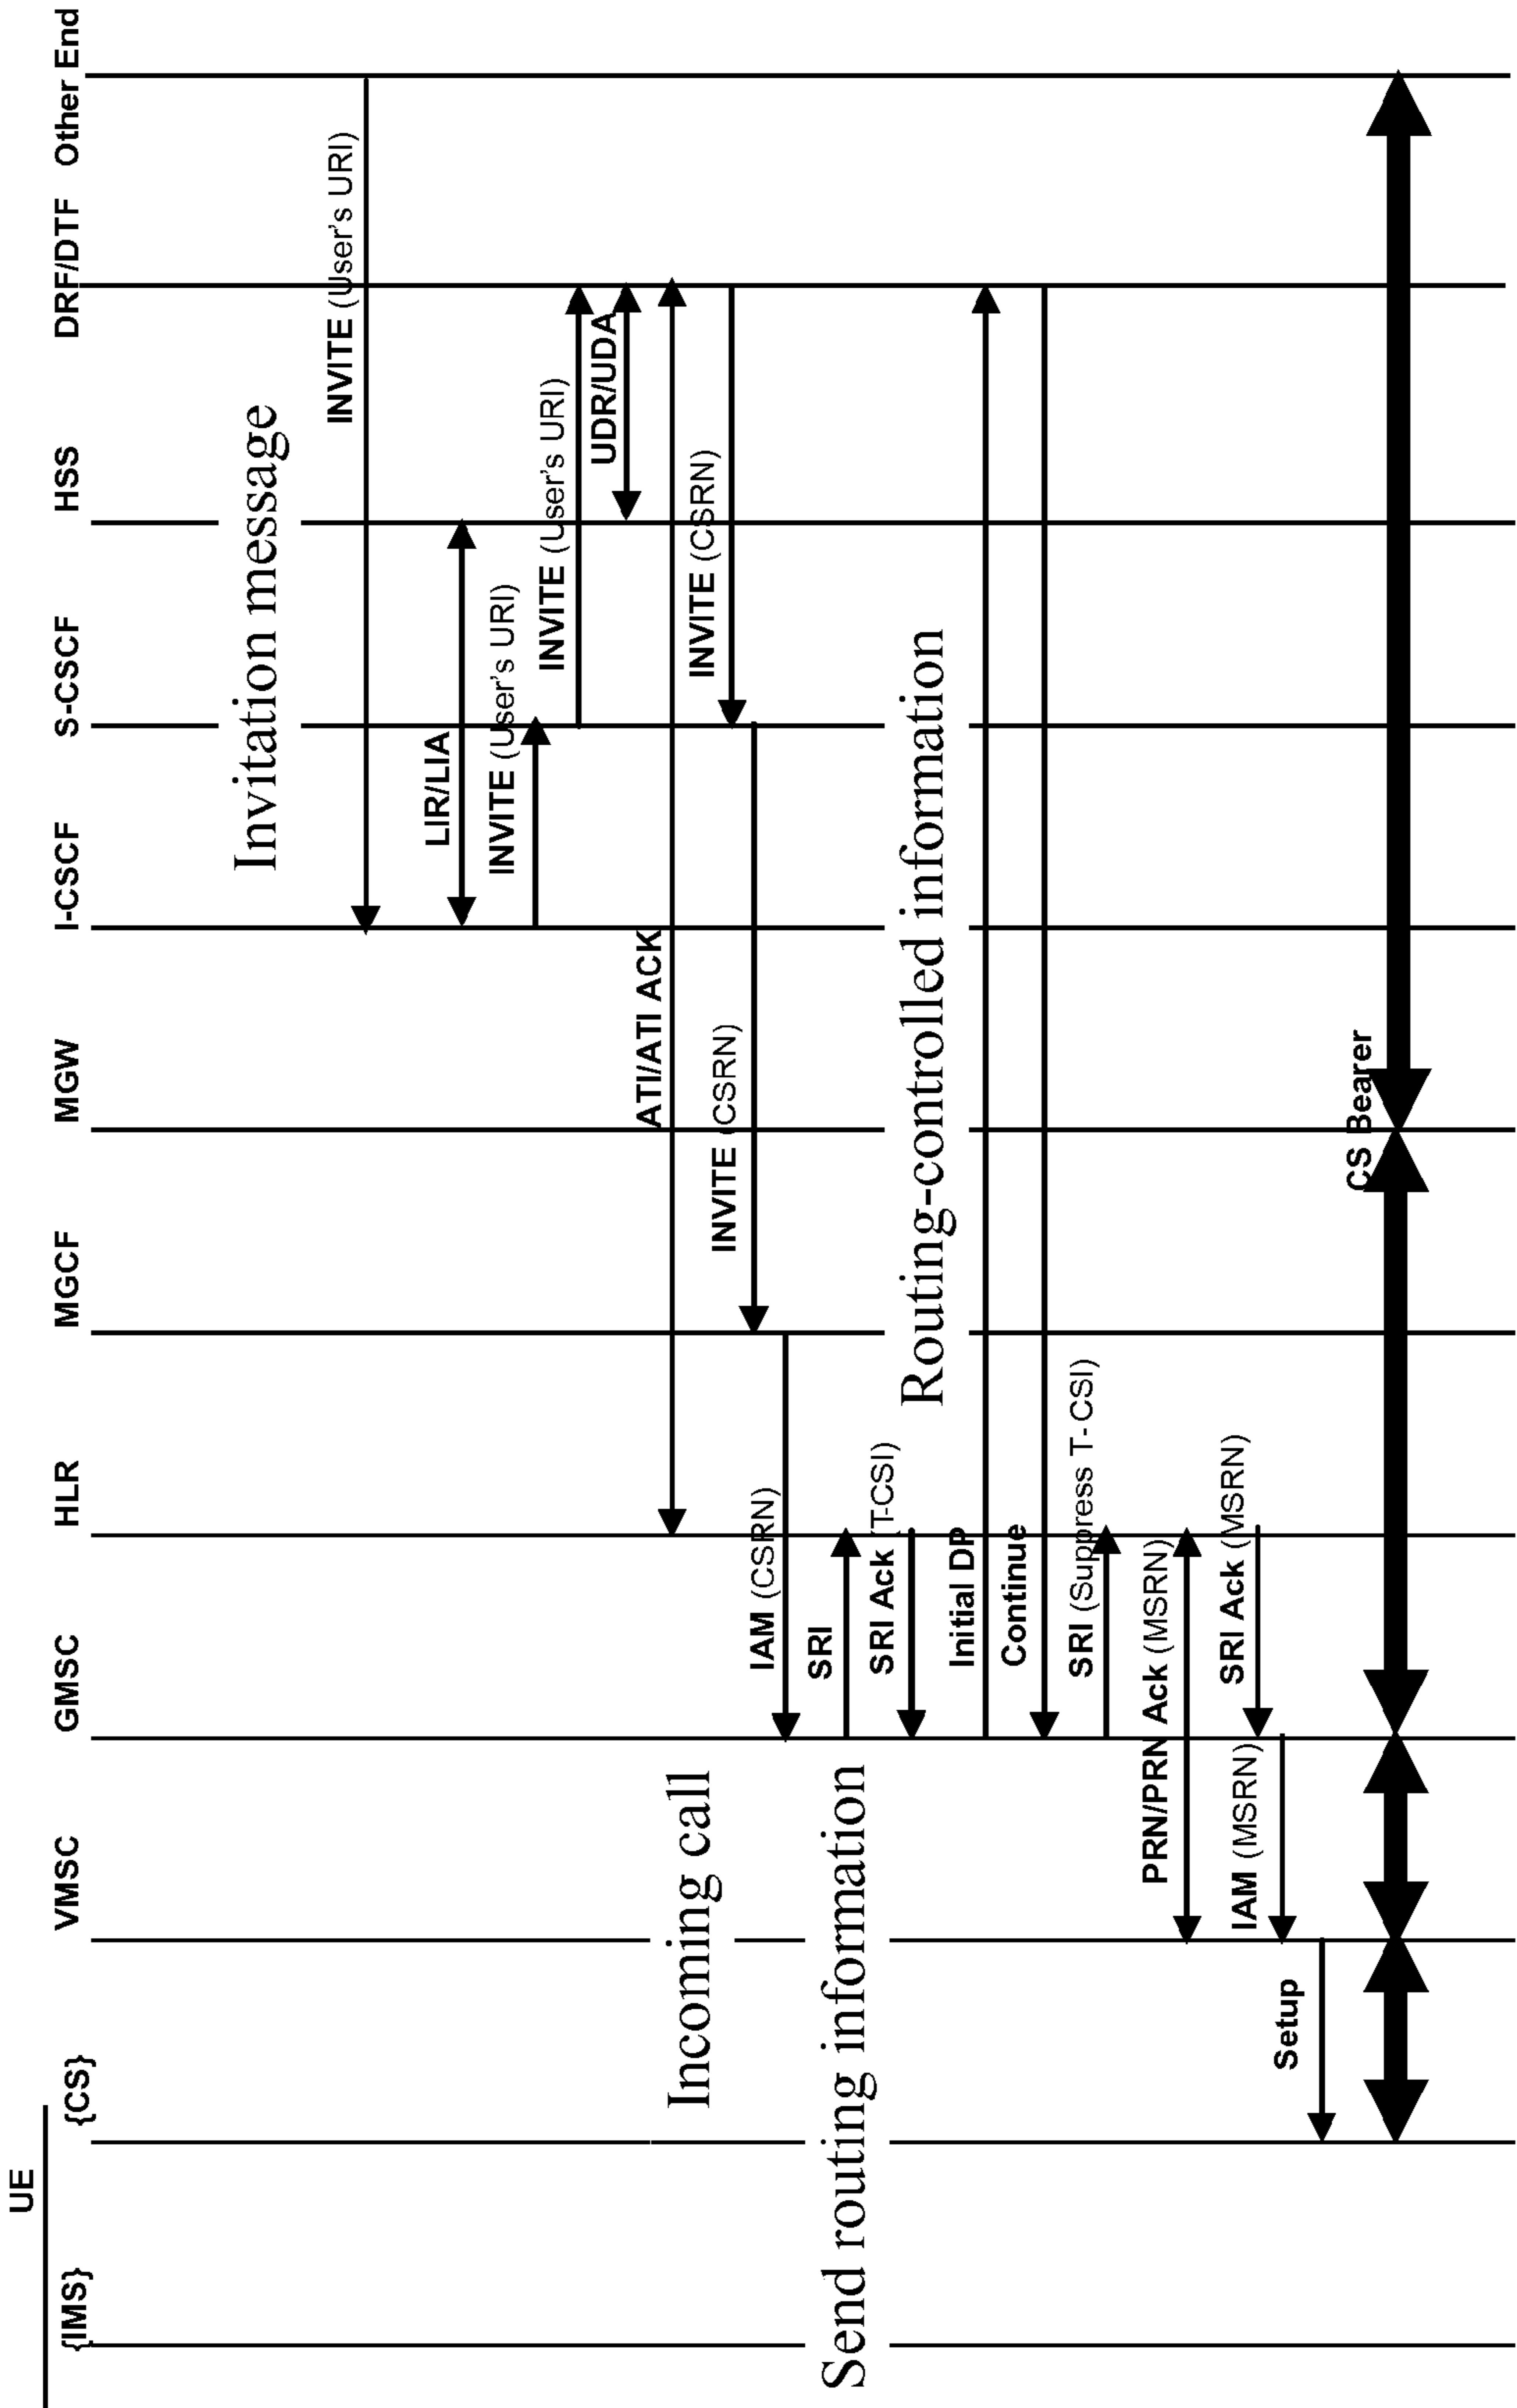 UE
{IMS}
{CS}
VMSC
GMSC
HLR
MGCF
MGW
I-CSCF
S-CSCF
HSS
DRF/DTF
Other End
Invitation message
INVITE (User's URI)
LIR/LIA
INVITE (User's URI)
INVITE (User's URI)
UDR/UDA
ATI/ATI ACK
INVITE (CSRN)
INVITE (CSRN)
Incoming call
IAM (CSRN)
SRI
Send routing information
SRI Ack (T-CSI)
Routing-controlled information
Initial DP
Continue
SRI (Suppress T-CSI)
PRN/PRN Ack (MSRN)
SRI Ack (MSRN)
IAM (MSRN)
Setup
CS Bearer